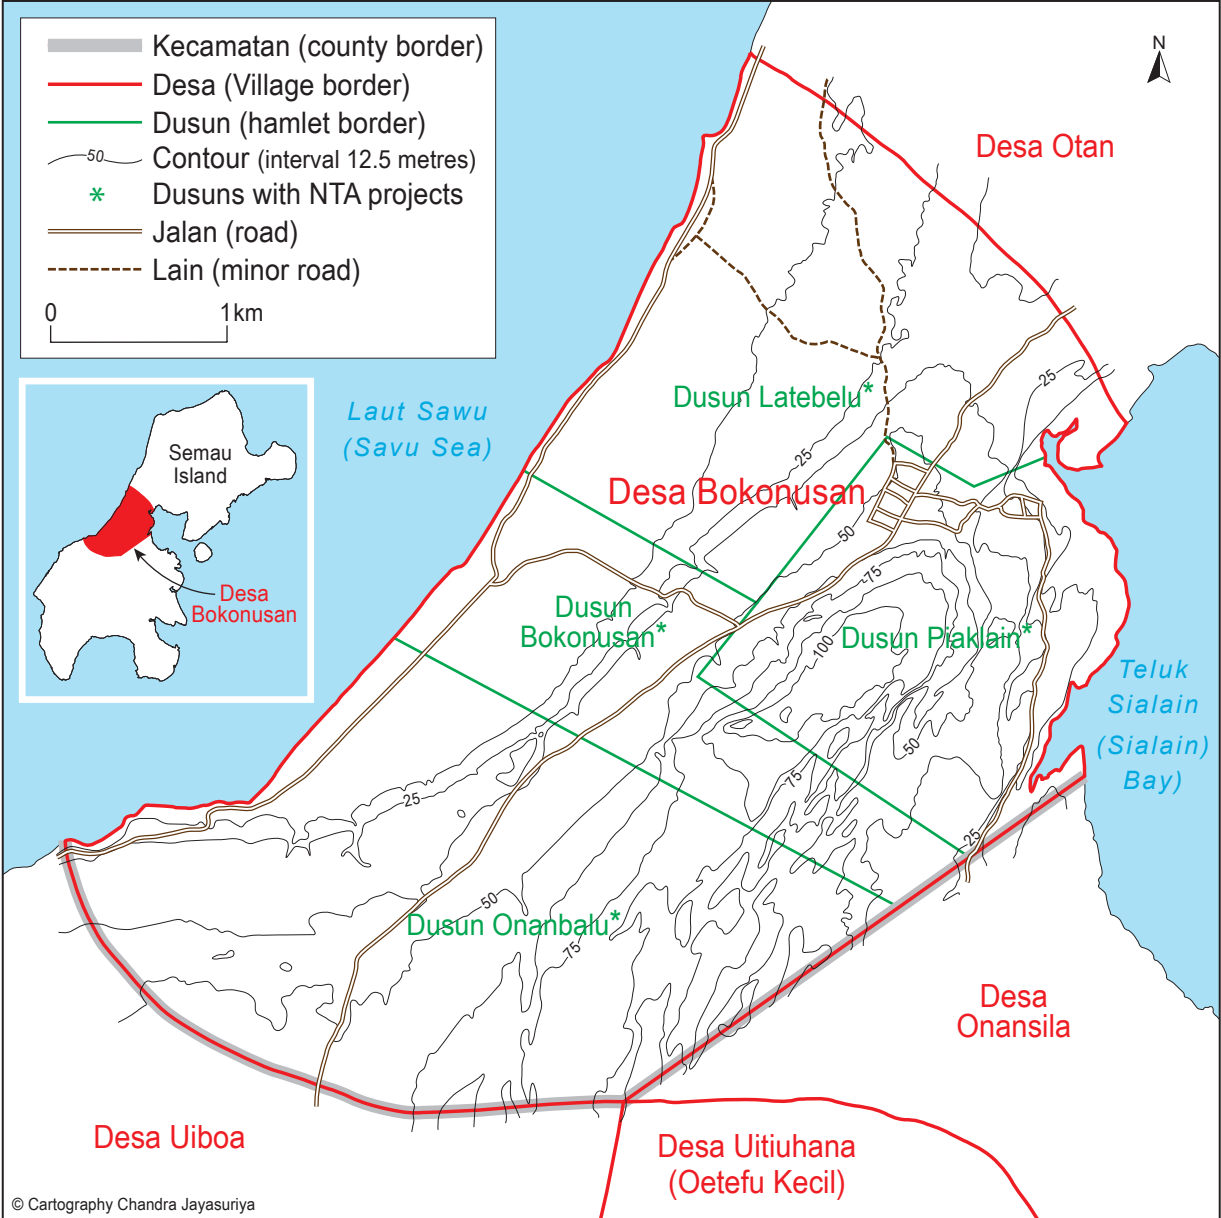 Kecamatan (county border)
Desa (Village border)
Dusun (hamlet border)
50
Contour (interval 12.5 metres)
* Dusuns with NTA projects
Jalan (road)
Lain (minor road)
0 1km
N
Desa Otan
Semau
Island
Desa
Bokonusan
Laut Sawu
(Savu Sea)
25
Dusun Latebelu*
25
Desa Bokonusan
50
75
Dusun
Bokonusan*
100
Dusun Piaklain*
Teluk
Sialain
(Sialain)
Bay)
50
75
25
25
50
Dusun Onanbalu*
75
Desa
Onansila
Desa Uiboa
Desa Uitiuhana
(Oetefu Kecil)
© Cartography Chandra Jayasuriya